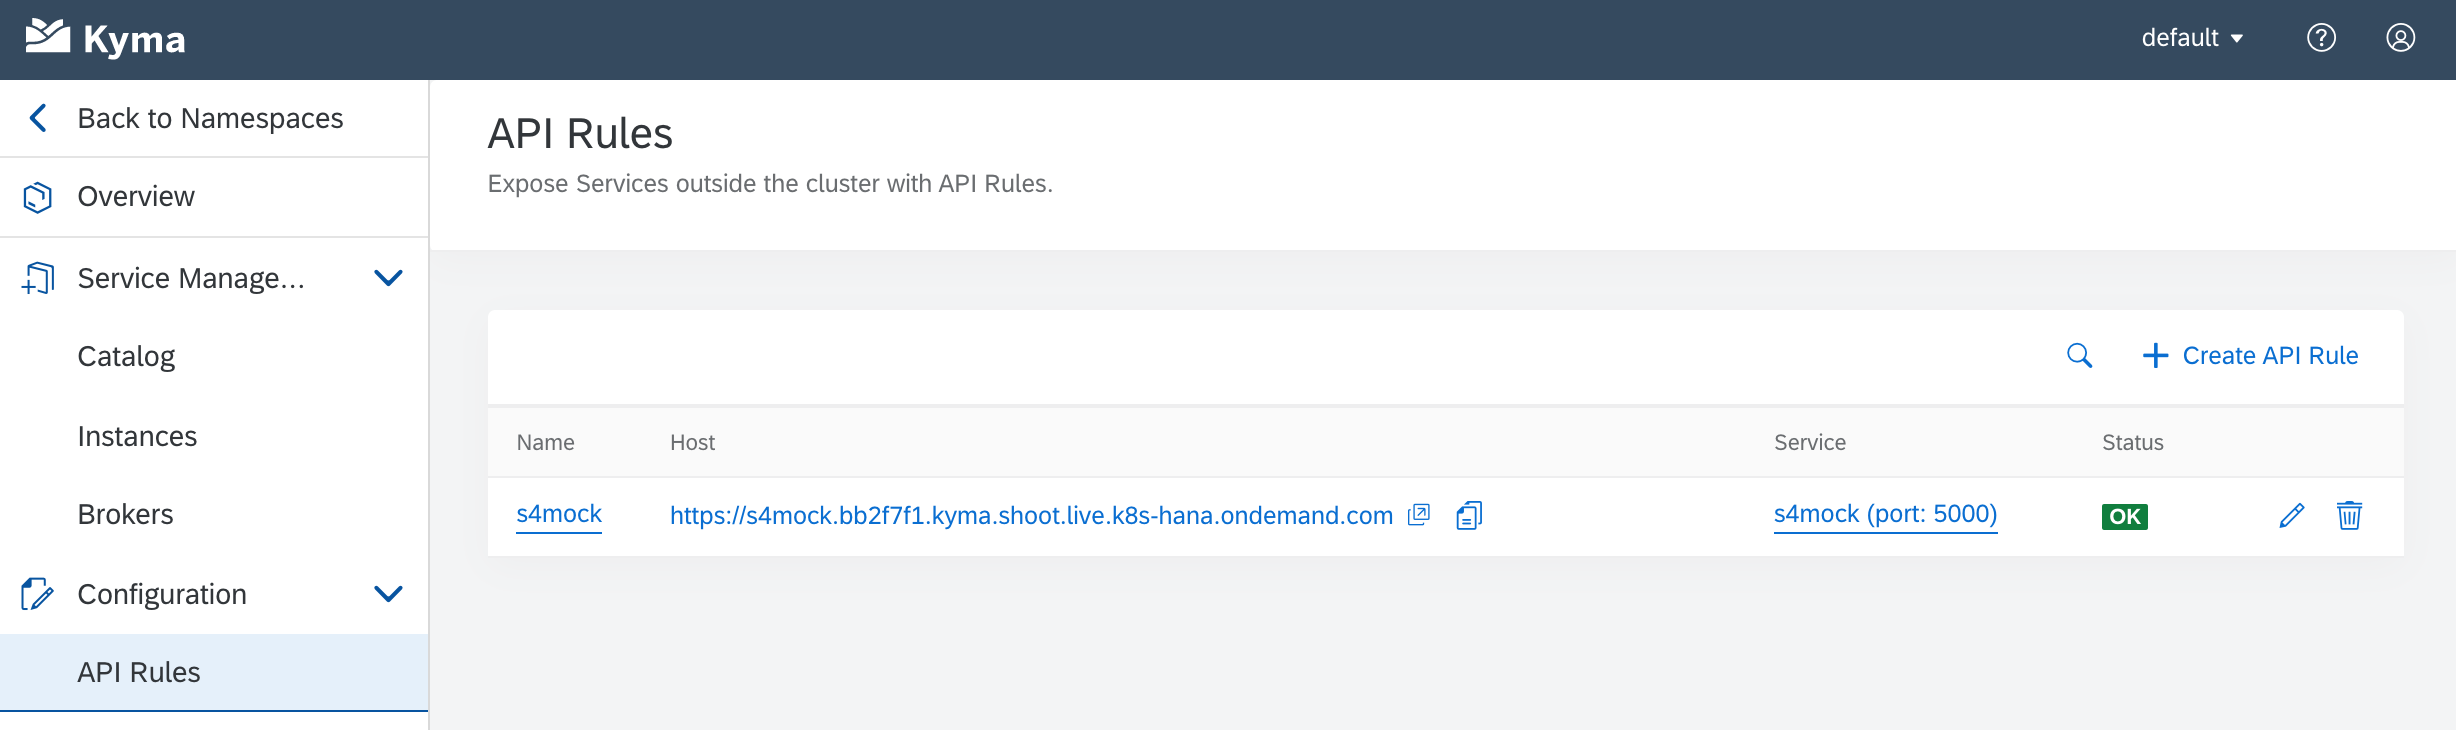 Kyma
default
Back to Namespaces
Overview
Service Manage...
Catalog
Instances
Brokers
Configuration
API Rules
API Rules
Expose Services outside the cluster with API Rules.
Create API Rule
Name Host Service Status
s4mock https://s4mock.bb2f7f1.kyma.shoot.live.k8s-hana.ondemand.com s4mock (port: 5000) OK